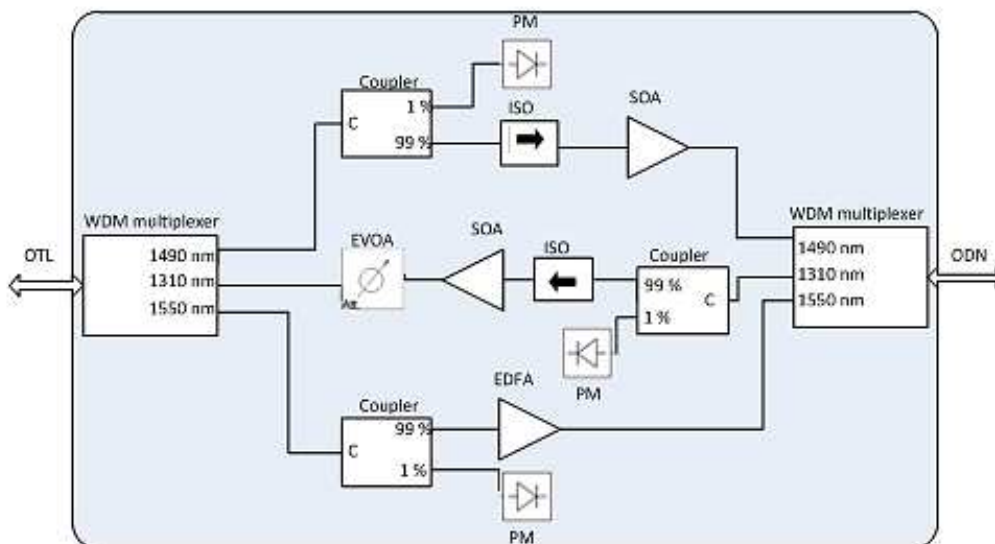 PM
Coupler
1 %
C
99 %
ISO
SOA
WDM multiplexer
1490 nm
1310 nm
1550 nm
OTL
EVOA
Att
SOA
ISO
Coupler
99 %
C
1 %
PM
WDM multiplexer
1490 nm
1310 nm
1550 nm
ODN
EDFA
Coupler
99 %
C
1 %
PM